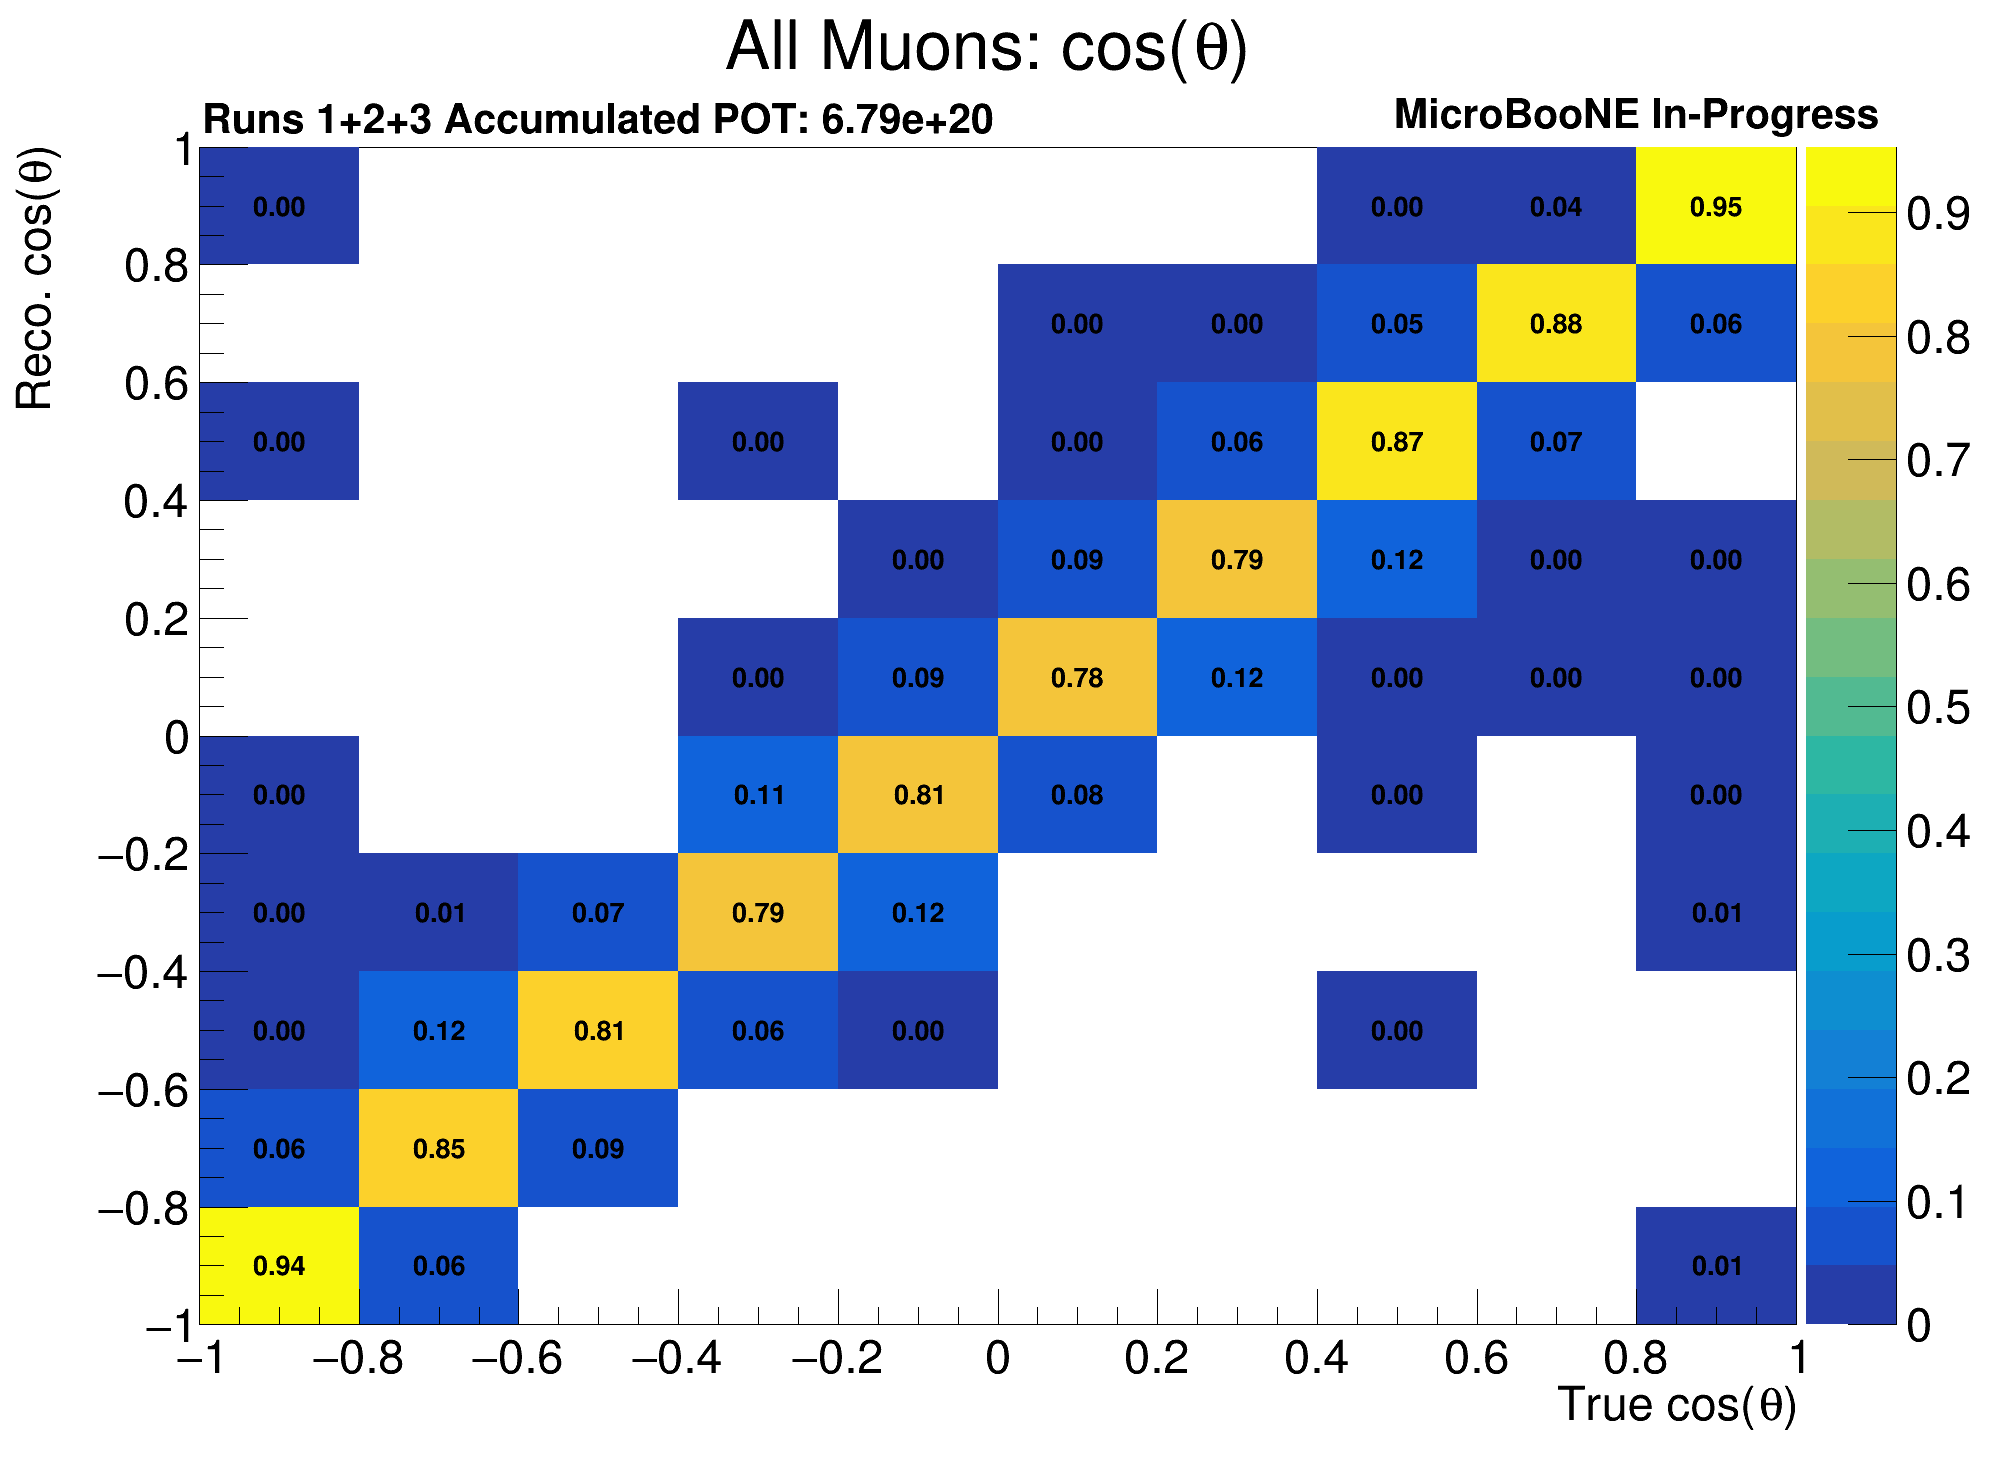 All Muons: cos(θ)
Runs 1+2+3 Accumulated POT: 6.79e+20 MicroBooNE In-Progress
Reco. cos(θ)
1
0.00 0.00 0.04 0.95
0.9
0.8
0.00 0.00 0.05 0.88 0.06
0.8
0.6
0.00 0.00 0.00 0.06 0.87 0.07
0.7
0.4
0.00 0.09 0.79 0.12 0.00 0.00
0.6
0.2
0.00 0.09 0.78 0.12 0.00 0.00 0.00
0.5
0
0.00 0.11 0.81 0.08 0.00 0.00
0.4
−0.2
0.00 0.01 0.07 0.79 0.12 0.01
0.3
−0.4
0.00 0.12 0.81 0.06 0.00 0.00
0.2
−0.6
0.06 0.85 0.09
0.1
−0.8
0.94 0.06 0.01
0
−1
−1 −0.8 −0.6 −0.4 −0.2 0 0.2 0.4 0.6 0.8 1
True cos(θ)